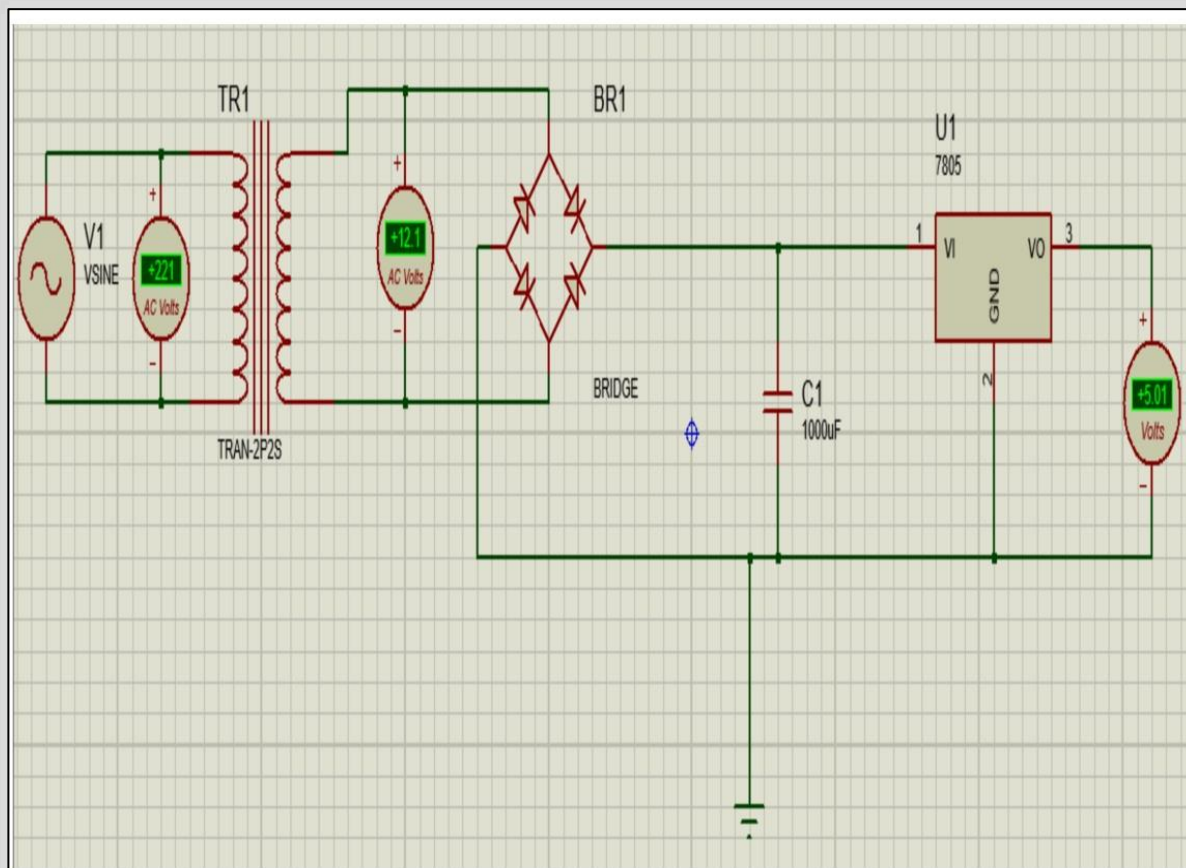 TR1
BR1
U1
7805
V1
VSINE
+
+221
AC Volts
-
+
+12.1
AC Volts
-
1
VI
VO
3
GND
2
TRAN-2P2S
BRIDGE
C1
1000uF
+
+5.01
Volts
-